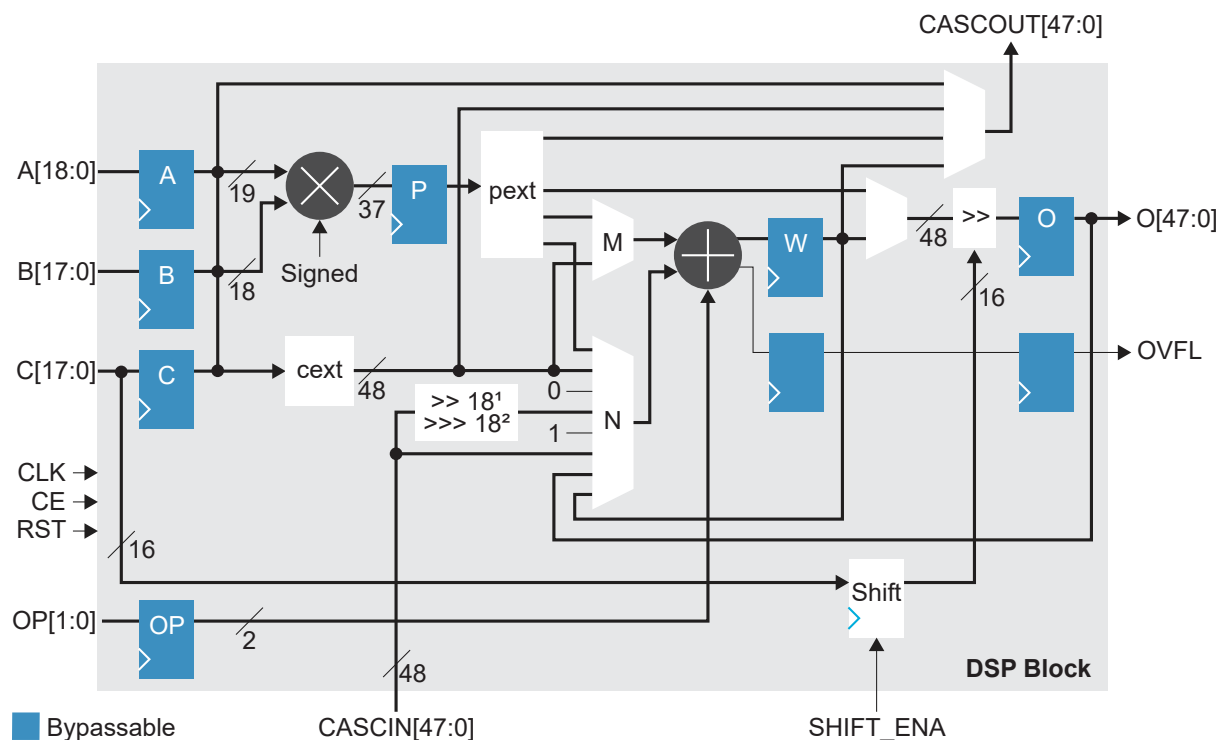 CASCOUT[47:0]
A[18:0]
A
19
37
P
pext
M
48
>>
O
O[47:0]
B[17:0]
B
18
Signed
W
16
C[17:0]
C
cext
48
0
>> 18¹
>>> 18²
1
N
OVFL
CLK
CE
RST
16
OP[1:0]
OP
2
Shift
48
DSP Block
Bypassable
CASCIN[47:0]
SHIFT_ENA